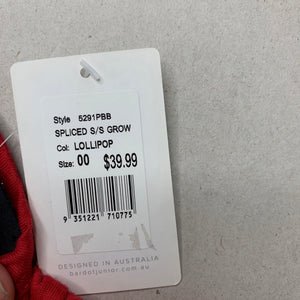 Style 5291PBB
SPLICED S/S GROW
Col: LOLLIPOP
Size: 00 $39.99
9 351221 710775
DESIGNED IN AUSTRALIA
bardotjunior.com.au